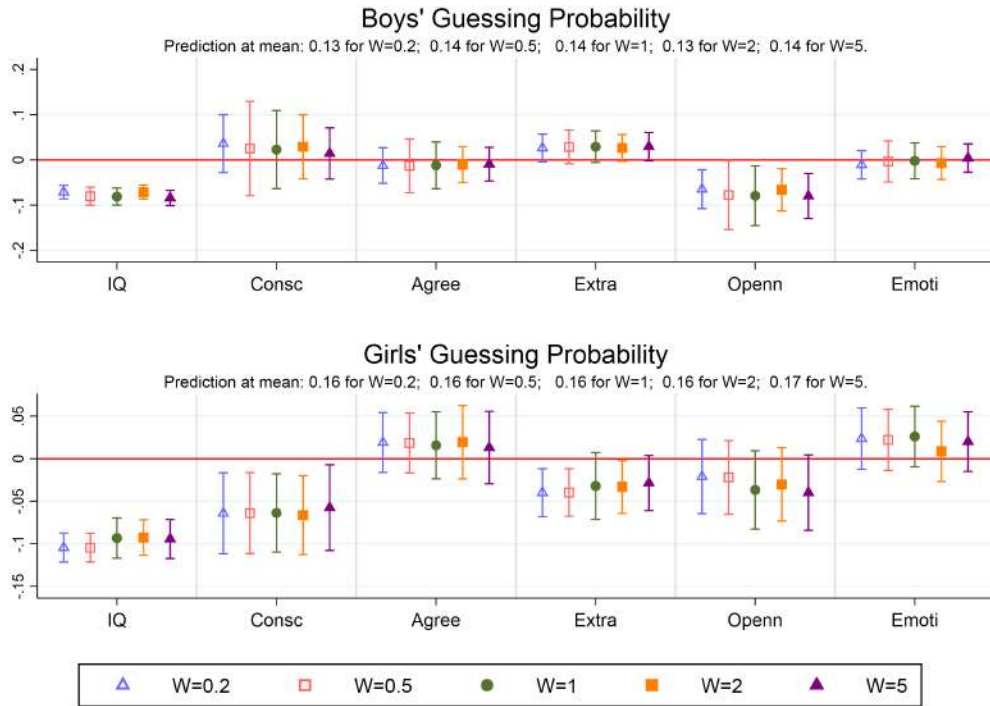 Boys' Guessing Probability
Prediction at mean: 0.13 for W=0.2; 0.14 for W=0.5; 0.14 for W=1; 0.13 for W=2; 0.14 for W=5.
.2
.1
0
-.1
-.2
IQ Consc Agree Extra Openn Emoti
Girls' Guessing Probability
Prediction at mean: 0.16 for W=0.2; 0.16 for W=0.5; 0.16 for W=1; 0.16 for W=2; 0.17 for W=5.
.05
0
-.05
-.1
-.15
IQ Consc Agree Extra Openn Emoti
W=0.2 W=0.5 W=1 W=2 W=5